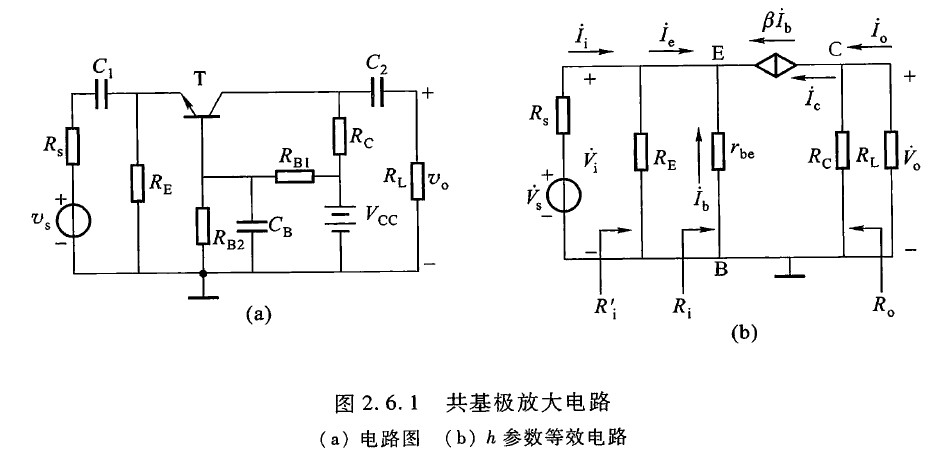 C₁ T C₂
Rs RE RB1 RC RL + vo −
+ vs − RB2 CB VCC
(a)
İi İe E βİb C İo
İc
+ Rs V̇i RE rbe RC RL + V̇o
+ V̇s − İb
− B −
R′i Ri Ro
(b)
图 2.6.1 共基极放大电路
(a) 电路图 (b) h 参数等效电路